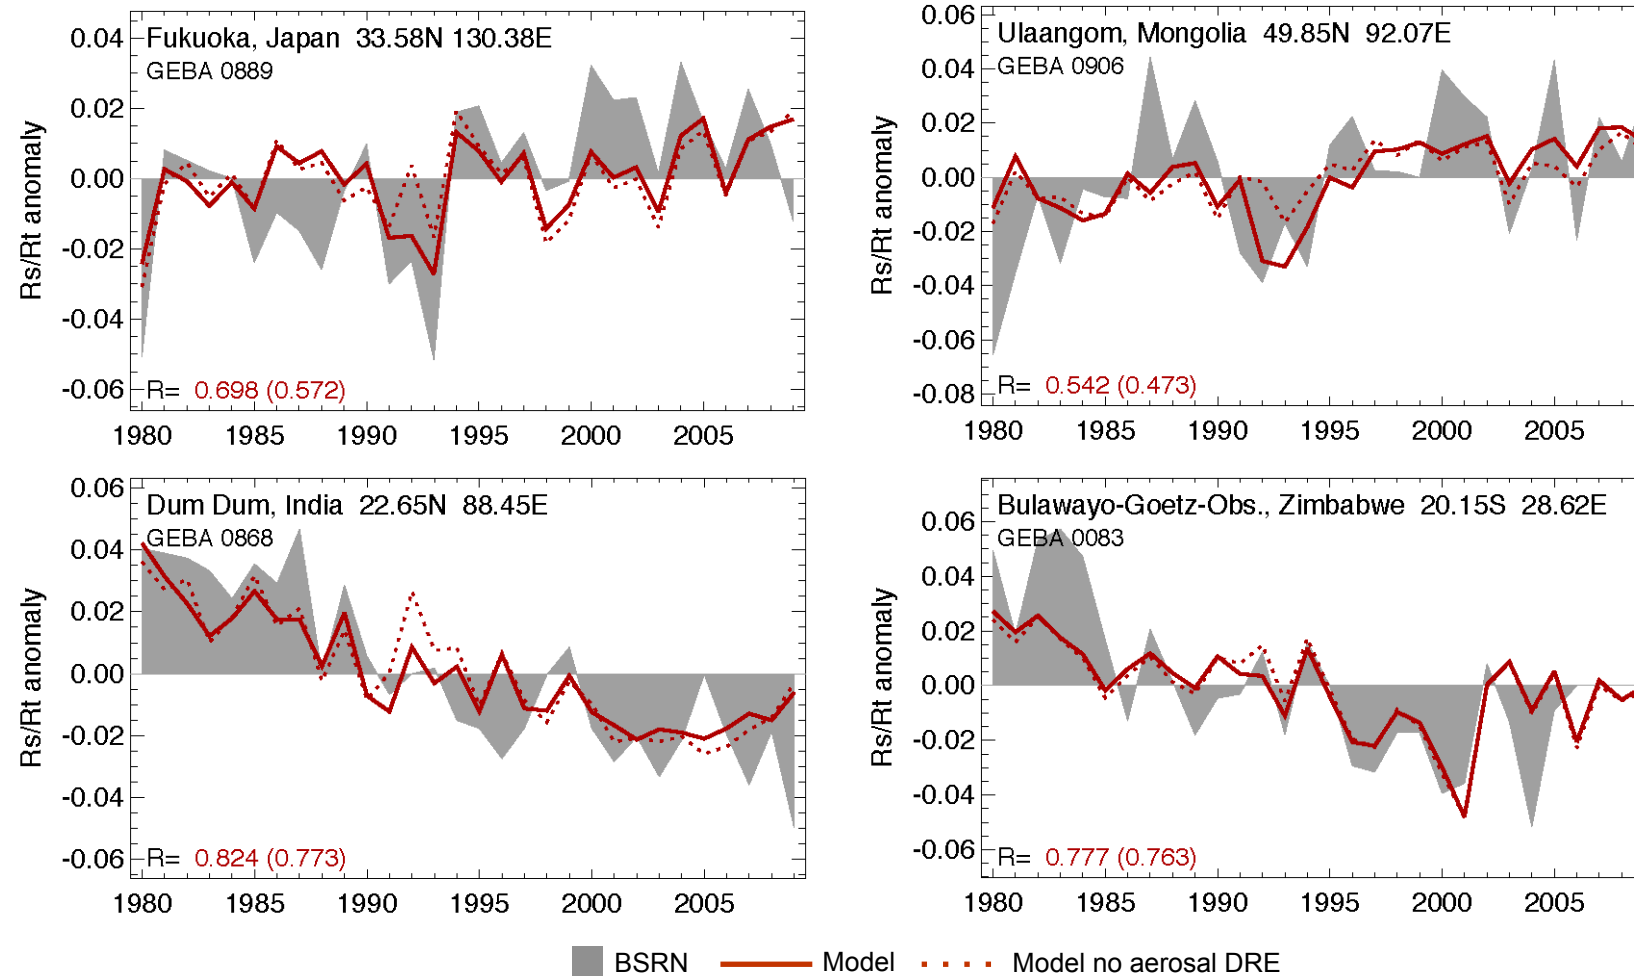 Fukuoka, Japan 33.58N 130.38E
GEBA 0889
Rs/Rt anomaly
0.04
0.02
0.00
-0.02
-0.04
-0.06
R= 0.698 (0.572)
1980 1985 1990 1995 2000 2005
Ulaangom, Mongolia 49.85N 92.07E
GEBA 0906
Rs/Rt anomaly
0.06
0.04
0.02
0.00
-0.02
-0.04
-0.06
-0.08
R= 0.542 (0.473)
1980 1985 1990 1995 2000 2005
Dum Dum, India 22.65N 88.45E
GEBA 0868
Rs/Rt anomaly
0.06
0.04
0.02
0.00
-0.02
-0.04
-0.06
R= 0.824 (0.773)
1980 1985 1990 1995 2000 2005
Bulawayo-Goetz-Obs., Zimbabwe 20.15S 28.62E
GEBA 0083
Rs/Rt anomaly
0.06
0.04
0.02
0.00
-0.02
-0.04
-0.06
R= 0.777 (0.763)
1980 1985 1990 1995 2000 2005
BSRN Model Model no aerosal DRE